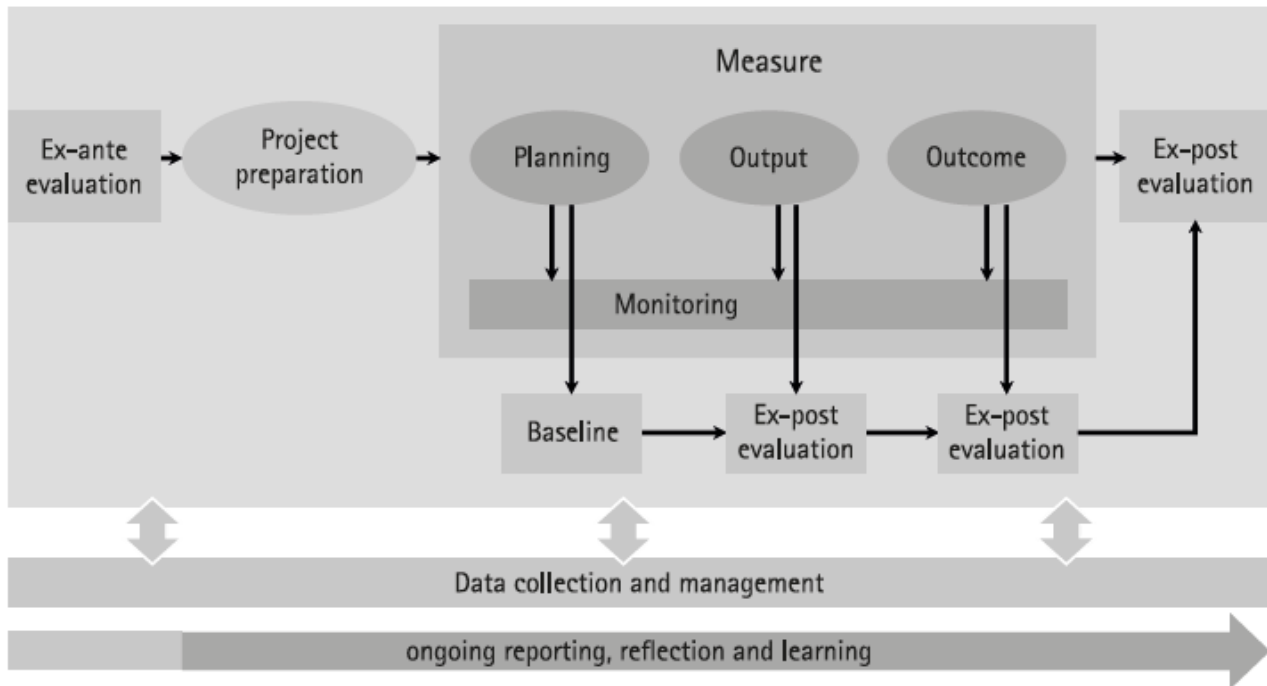 Measure
Ex-ante
evaluation
Project
preparation
Planning
Output
Outcome
Ex-post
evaluation
Monitoring
Baseline
Ex-post
evaluation
Ex-post
evaluation
Data collection and management
ongoing reporting, reflection and learning